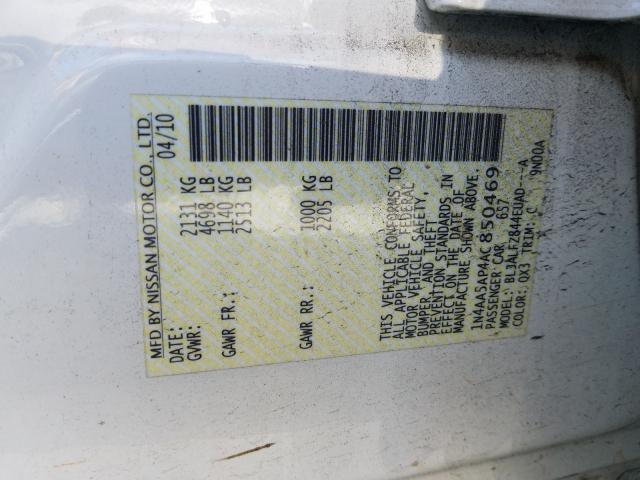 MFD BY NISSAN MOTOR CO., LTD.
DATE: 04/10
GVWR: 2131 KG
4698 LB
GAWR FR.: 1140 KG
2513 LB
GAWR RR.: 1000 KG
2205 LB
THIS VEHICLE CONFORMS TO
ALL APPLICABLE FEDERAL
MOTOR VEHICLE SAFETY,
BUMPER, AND THEFT
PREVENTION STANDARDS IN
EFFECT ON THE DATE OF
MANUFACTURE SHOWN ABOVE.
1N4AA5AP4AC850469
PASSENGER CAR 657
MODEL: BL3ALFZB44EUAD---A
COLOR: QX3 TRIM: C 9N00A